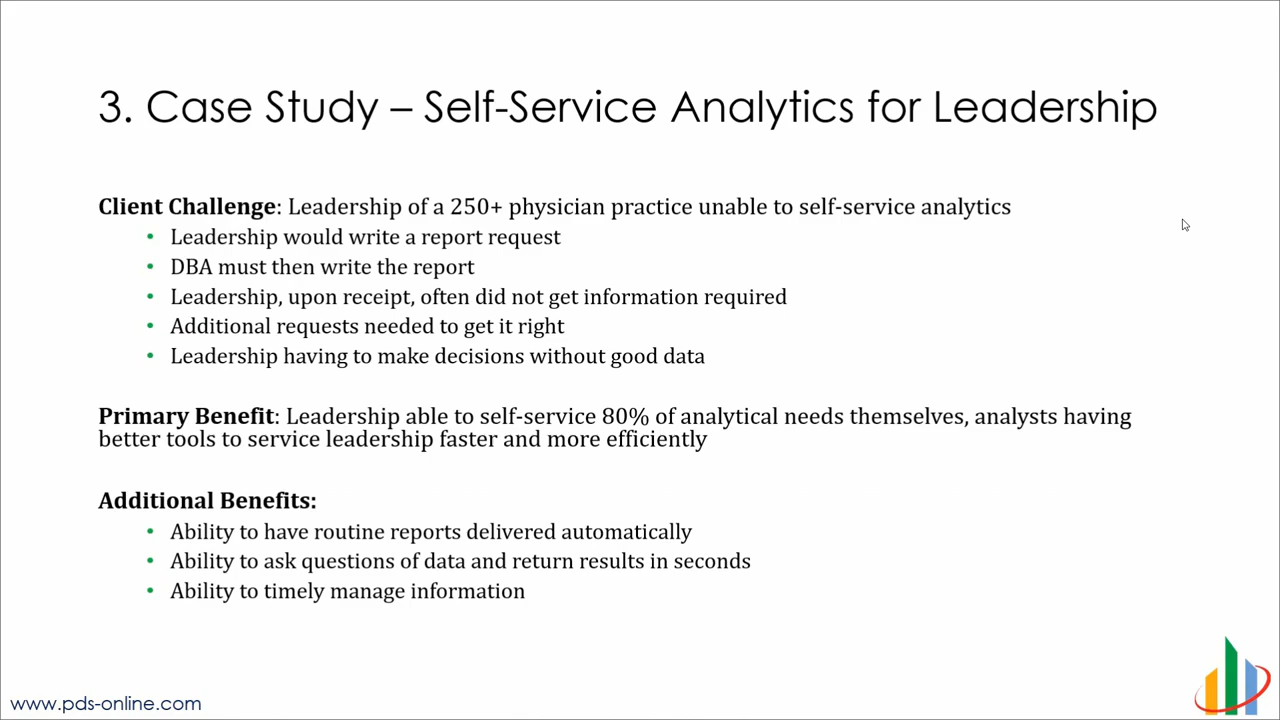 3. Case Study – Self-Service Analytics for Leadership
Client Challenge: Leadership of a 250+ physician practice unable to self-service analytics
• Leadership would write a report request
• DBA must then write the report
• Leadership, upon receipt, often did not get information required
• Additional requests needed to get it right
• Leadership having to make decisions without good data
Primary Benefit: Leadership able to self-service 80% of analytical needs themselves, analysts having
better tools to service leadership faster and more efficiently
Additional Benefits:
• Ability to have routine reports delivered automatically
• Ability to ask questions of data and return results in seconds
• Ability to timely manage information
www.pds-online.com